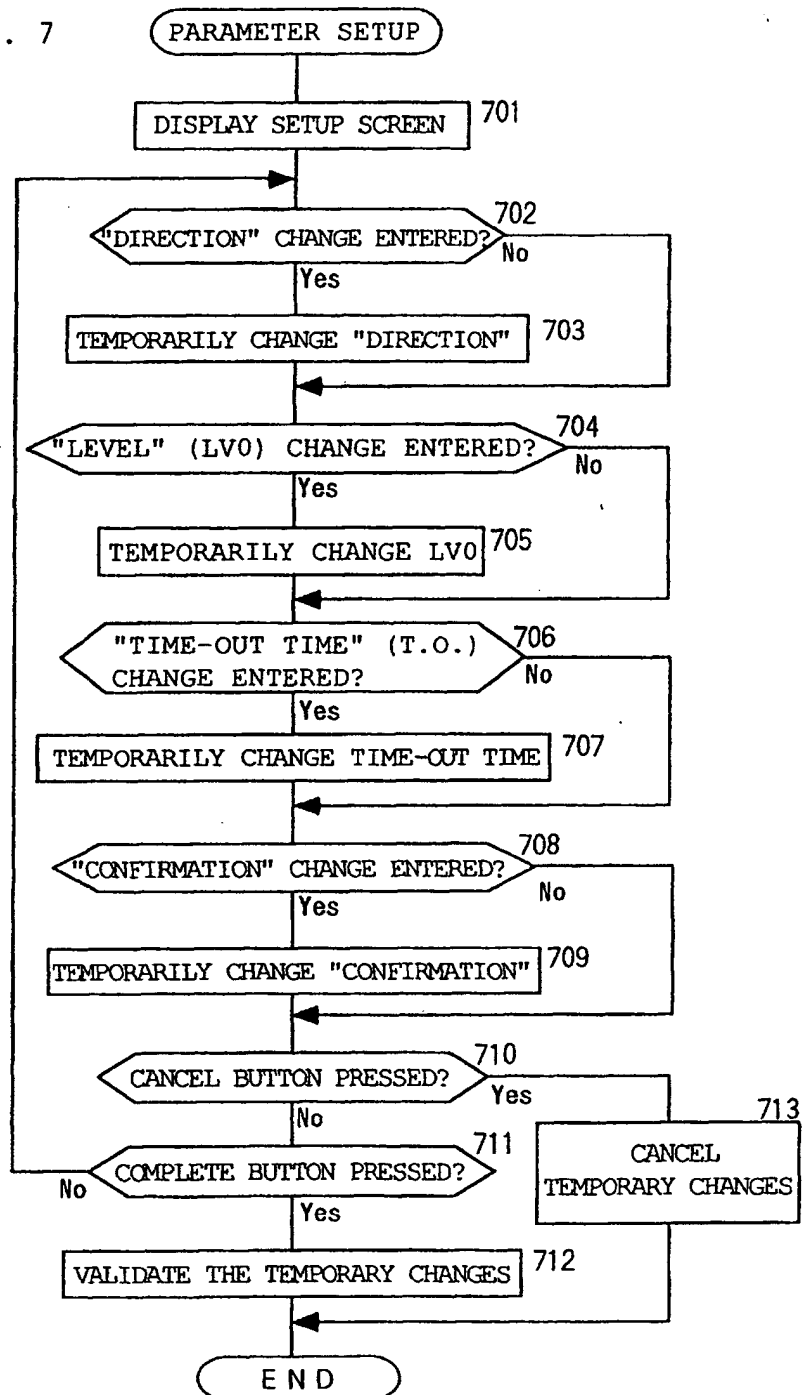 . 7
PARAMETER SETUP
DISPLAY SETUP SCREEN
701
"DIRECTION" CHANGE ENTERED?
702
No
Yes
TEMPORARILY CHANGE "DIRECTION"
703
"LEVEL" (LV0) CHANGE ENTERED?
704
No
Yes
TEMPORARILY CHANGE LV0
705
"TIME-OUT TIME" (T.O.)
CHANGE ENTERED?
706
No
Yes
TEMPORARILY CHANGE TIME-OUT TIME
707
"CONFIRMATION" CHANGE ENTERED?
708
No
Yes
TEMPORARILY CHANGE "CONFIRMATION"
709
CANCEL BUTTON PRESSED?
710
Yes
No
713
CANCEL
TEMPORARY CHANGES
COMPLETE BUTTON PRESSED?
711
No
Yes
VALIDATE THE TEMPORARY CHANGES
712
END